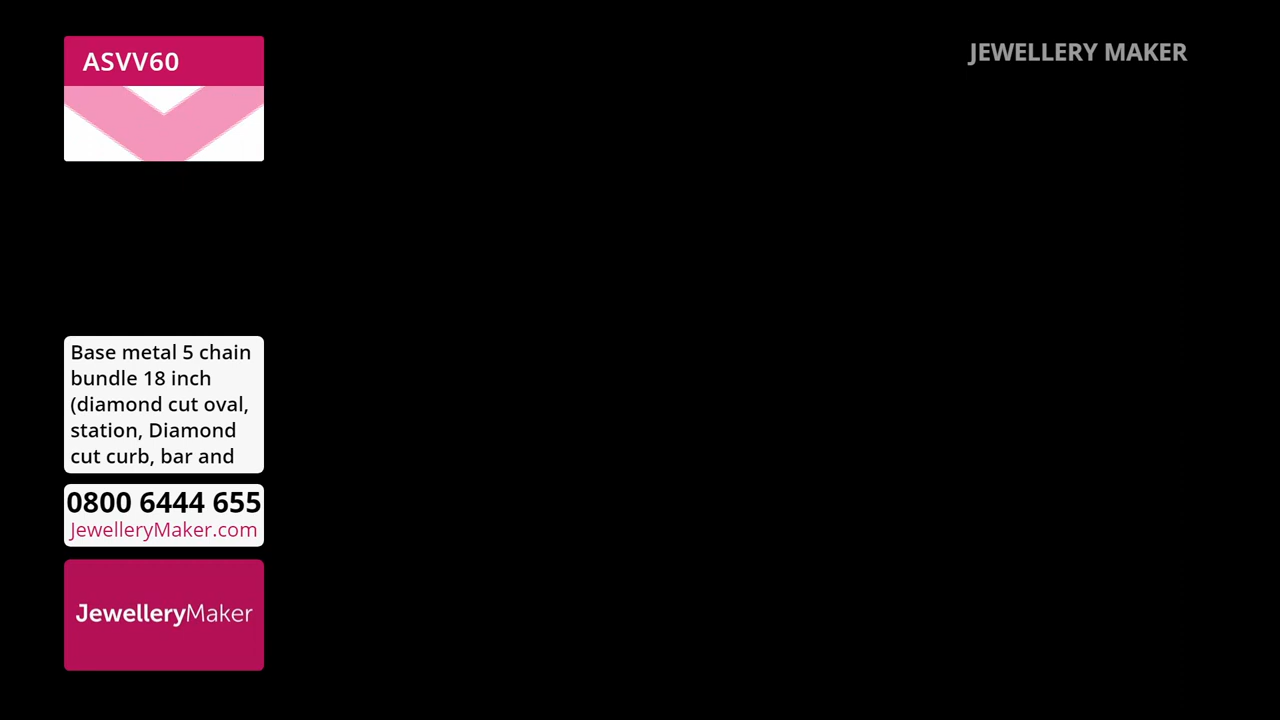 ASVV60
JEWELLERY MAKER
Base metal 5 chain
bundle 18 inch
(diamond cut oval,
station, Diamond
cut curb, bar and
0800 6444 655
JewelleryMaker.com
JewelleryMaker